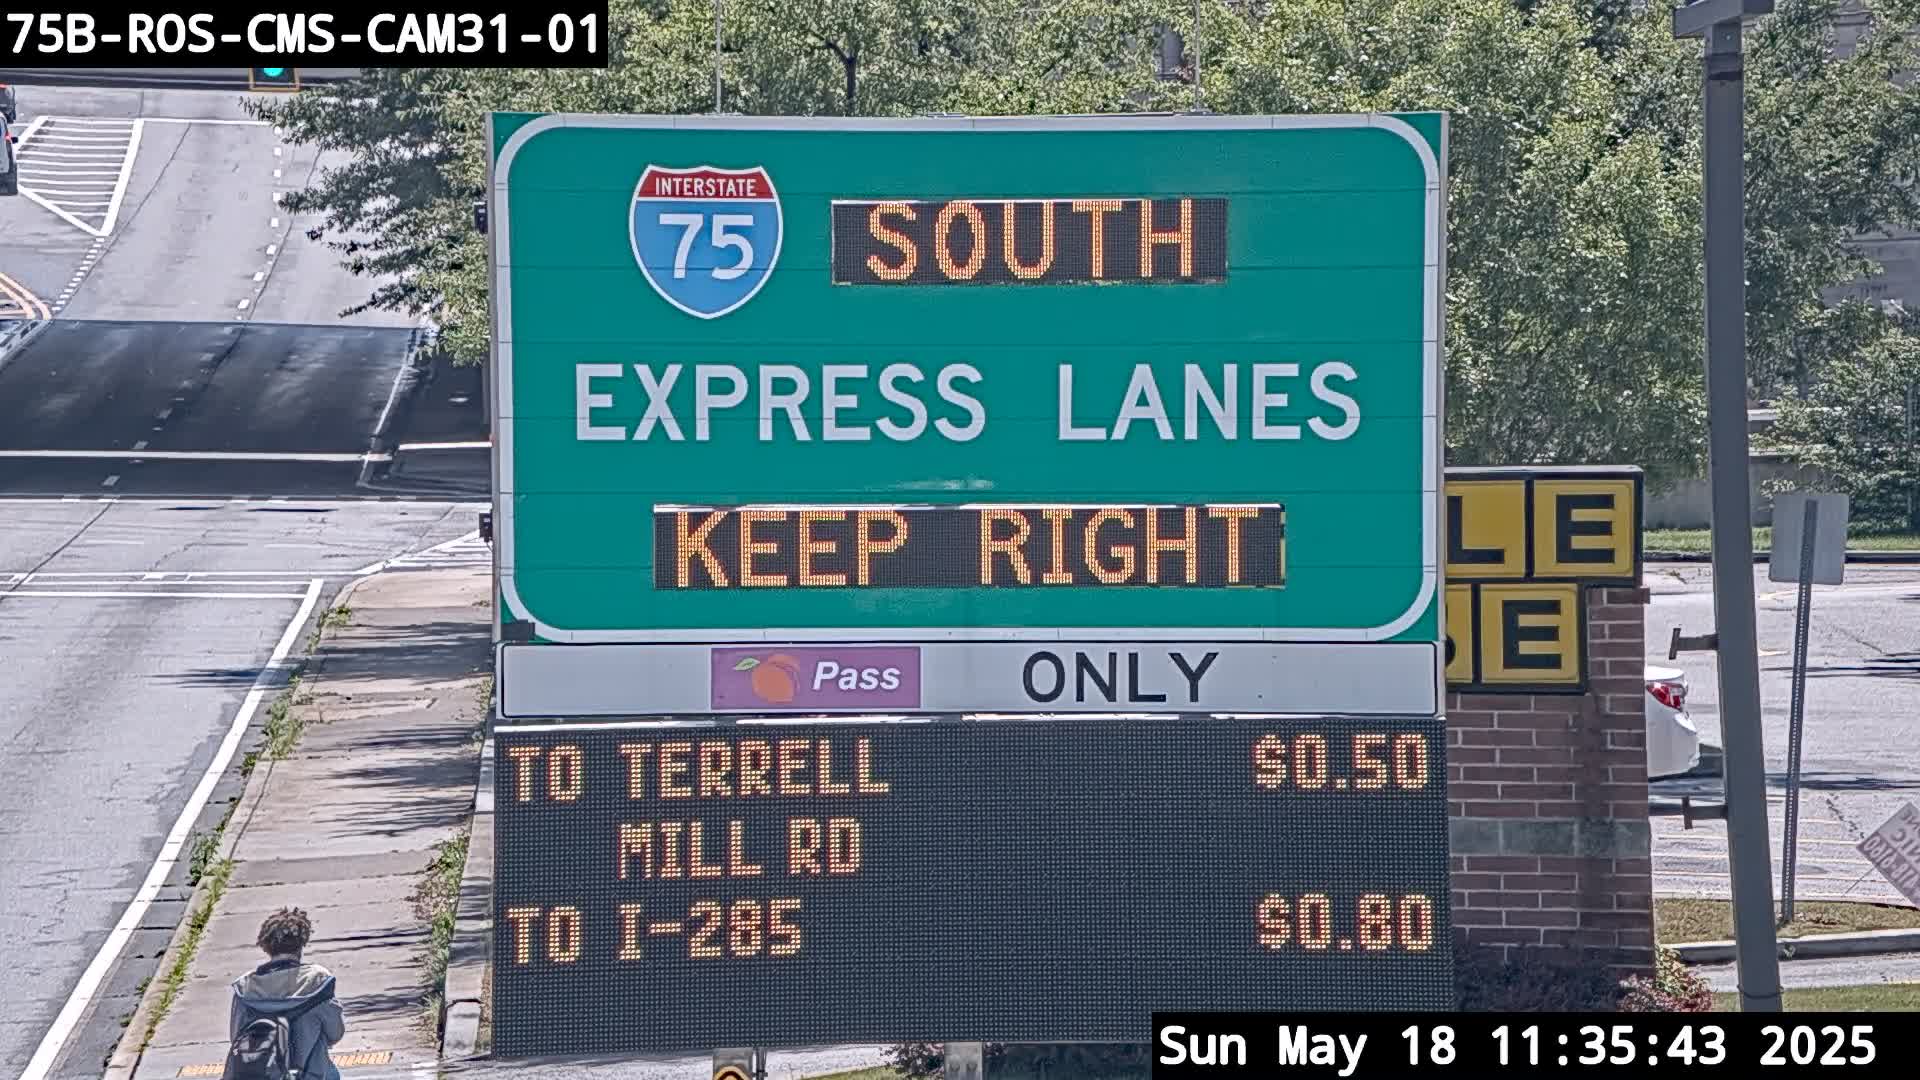 75B-ROS-CMS-CAM31-01
INTERSTATE
75
SOUTH
EXPRESS LANES
KEEP RIGHT
Pass ONLY
TO TERRELL $0.50
MILL RD
TO I-285 $0.80
LE
E
Sun May 18 11:35:43 2025